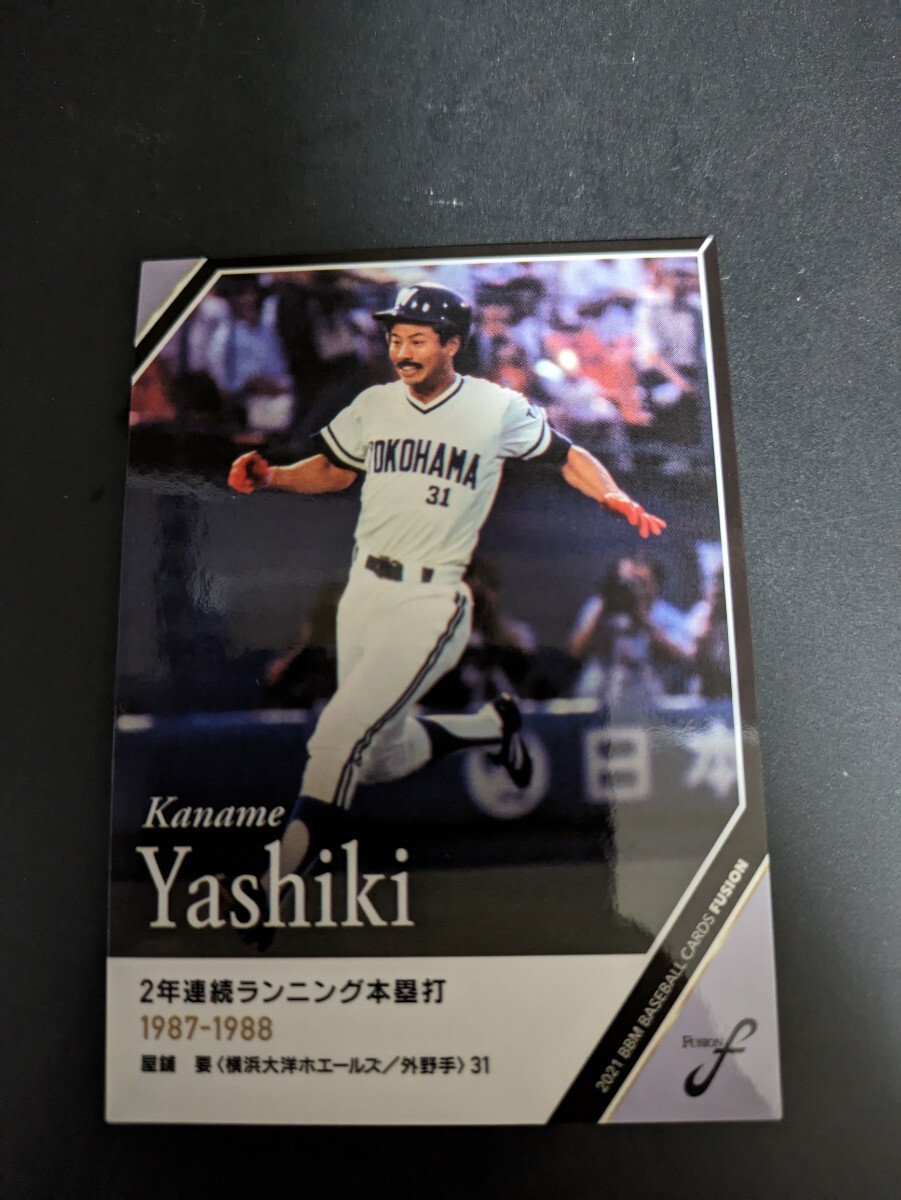 YOKOHAMA
31
日本
Kaname
Yashiki
2年連続ランニング本塁打
1987-1988
屋鋪 要〈横浜大洋ホエールズ/外野手〉31
2021 BBM BASEBALL CARDS FUSION
FUSION f